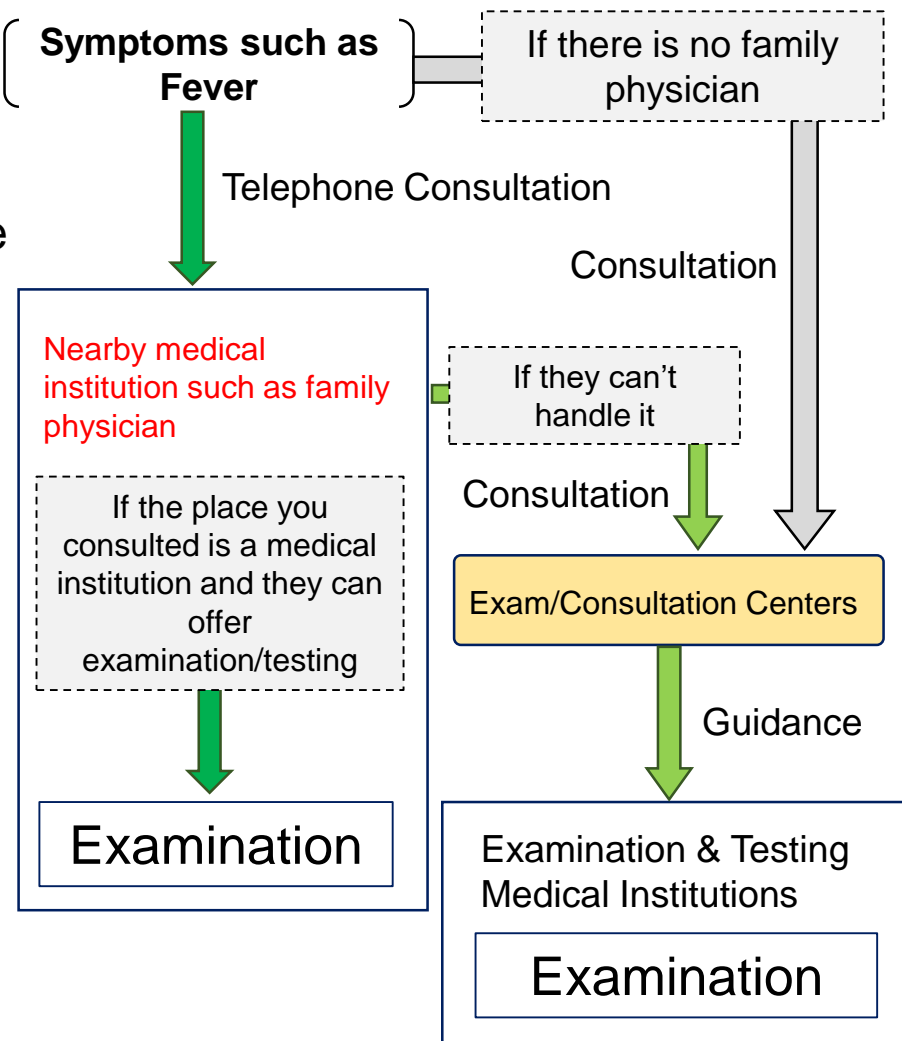 Symptoms such as
Fever
If there is no family
physician
Telephone Consultation
e
Consultation
Nearby medical
institution such as family
physician
If they can't
handle it
Consultation
If the place you
consulted is a medical
institution and they can
offer
examination/testing
Exam/Consultation Centers
Guidance
Examination
Examination & Testing
Medical Institutions
Examination